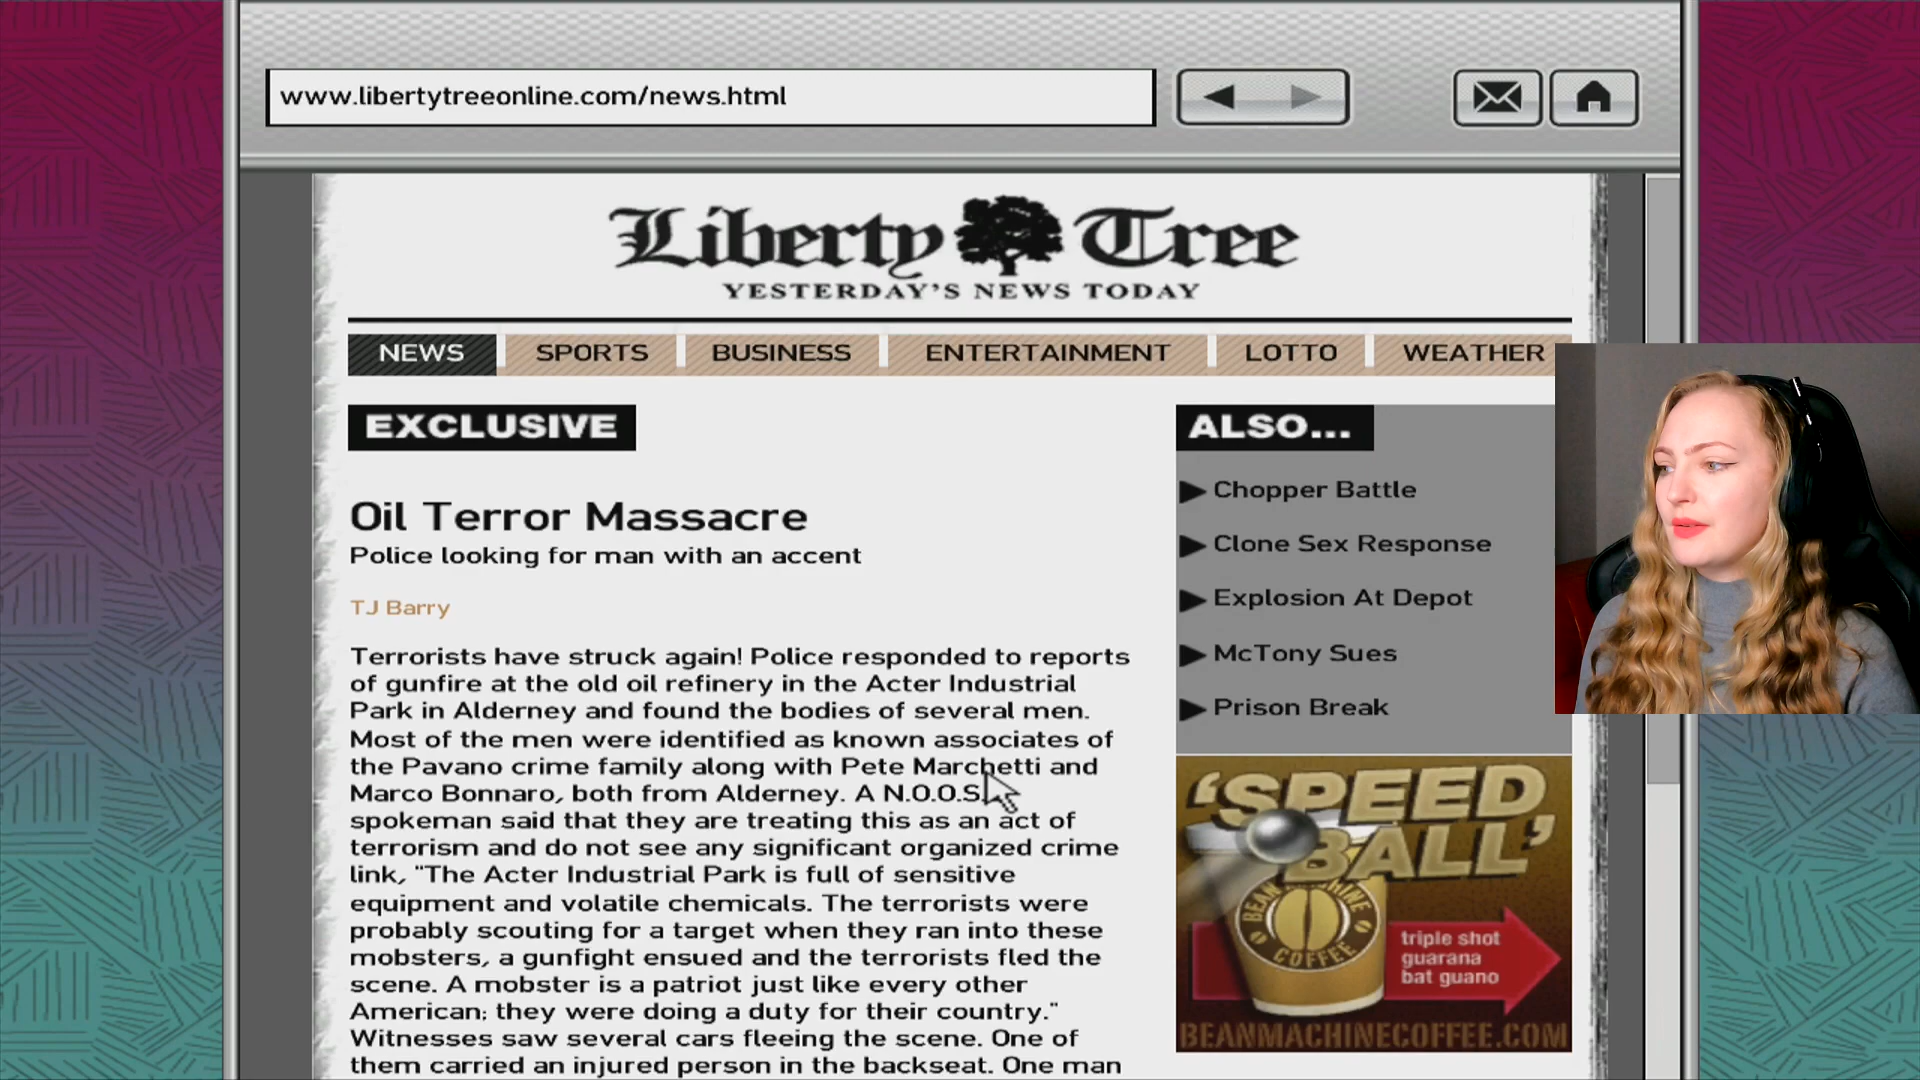 www.libertytreeonline.com/news.html
Liberty Tree
YESTERDAY'S NEWS TODAY
NEWS SPORTS BUSINESS ENTERTAINMENT LOTTO WEATHER
EXCLUSIVE
Oil Terror Massacre
Police looking for man with an accent
TJ Barry
Terrorists have struck again! Police responded to reports
of gunfire at the old oil refinery in the Acter Industrial
Park in Alderney and found the bodies of several men.
Most of the men were identified as known associates of
the Pavano crime family along with Pete Marchetti and
Marco Bonnaro, both from Alderney. A N.O.O.S.
spokeman said that they are treating this as an act of
terrorism and do not see any significant organized crime
link, "The Acter Industrial Park is full of sensitive
equipment and volatile chemicals. The terrorists were
probably scouting for a target when they ran into these
mobsters, a gunfight ensued and the terrorists fled the
scene. A mobster is a patriot just like every other
American; they were doing a duty for their country."
Witnesses saw several cars fleeing the scene. One of
them carried an injured person in the backseat. One man
ALSO...
Chopper Battle
Clone Sex Response
Explosion At Depot
McTony Sues
Prison Break
'SPEED
BALL'
BEAN MACHINE
COFFEE
triple shot
guarana
bat guano
BEANMACHINECOFFEE.COM